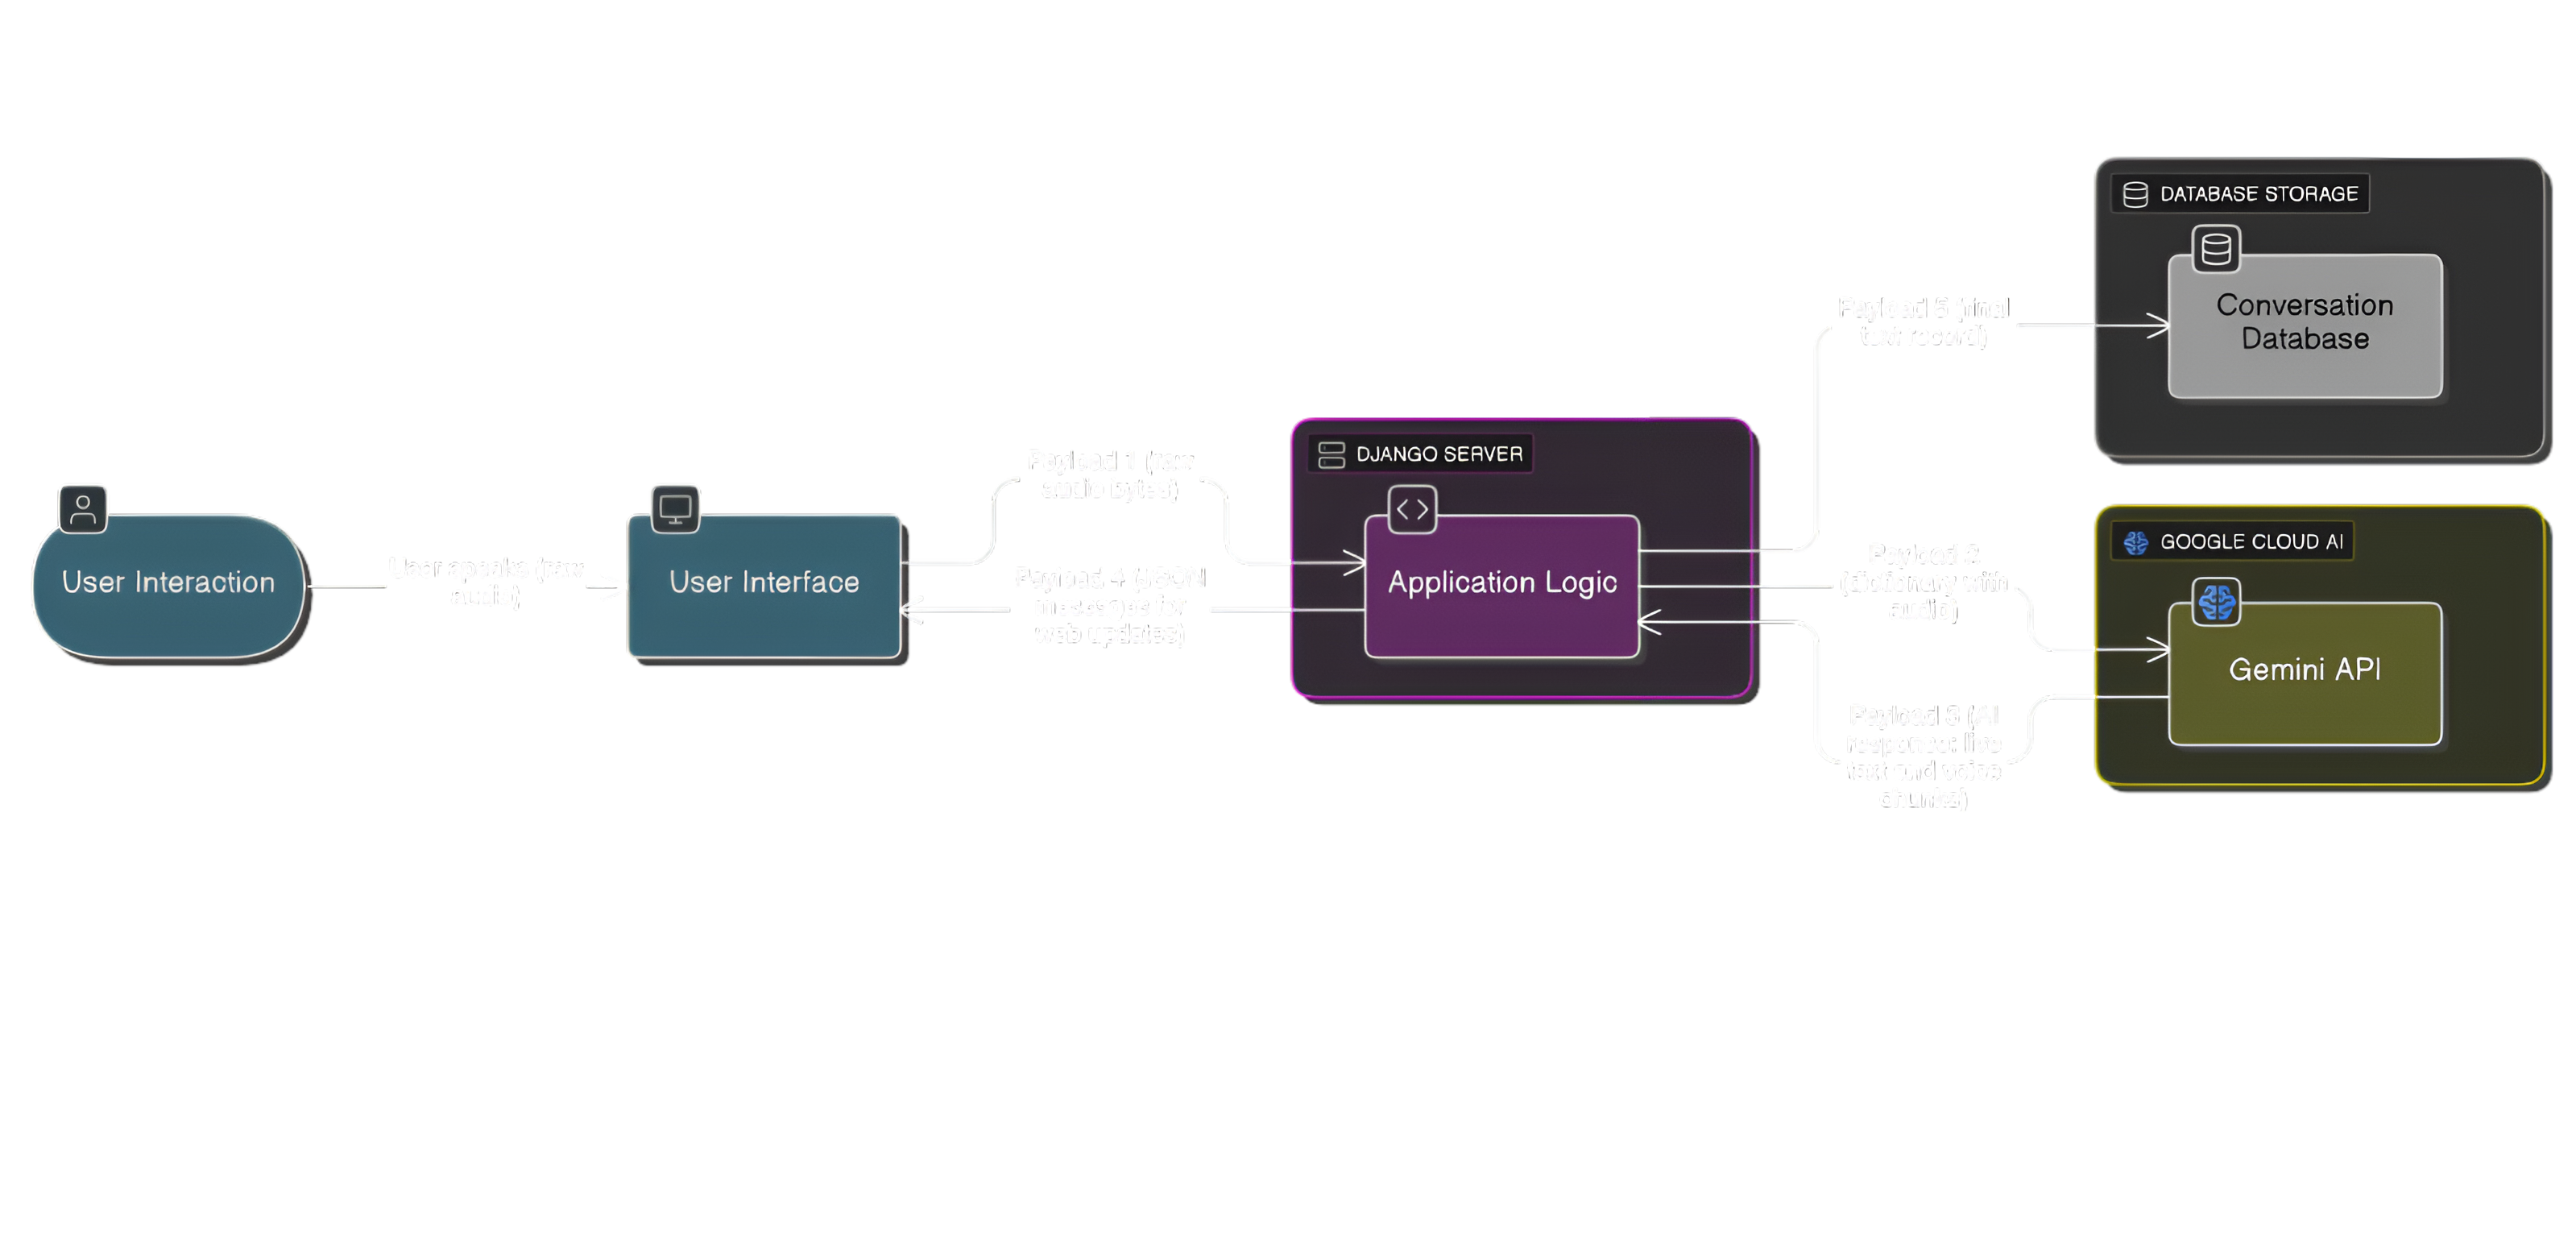 User Interaction
User speaks (raw
audio)
User Interface
Payload 1 (raw
audio bytes)
Payload 4 (JSON
messages for
web updates)
DJANGO SERVER
Application Logic
Payload 5 (final
text record)
Payload 2
(dictionary with
audio)
Payload 3 (AI
response: live
text and voice
chunks)
DATABASE STORAGE
Conversation
Database
GOOGLE CLOUD AI
Gemini API